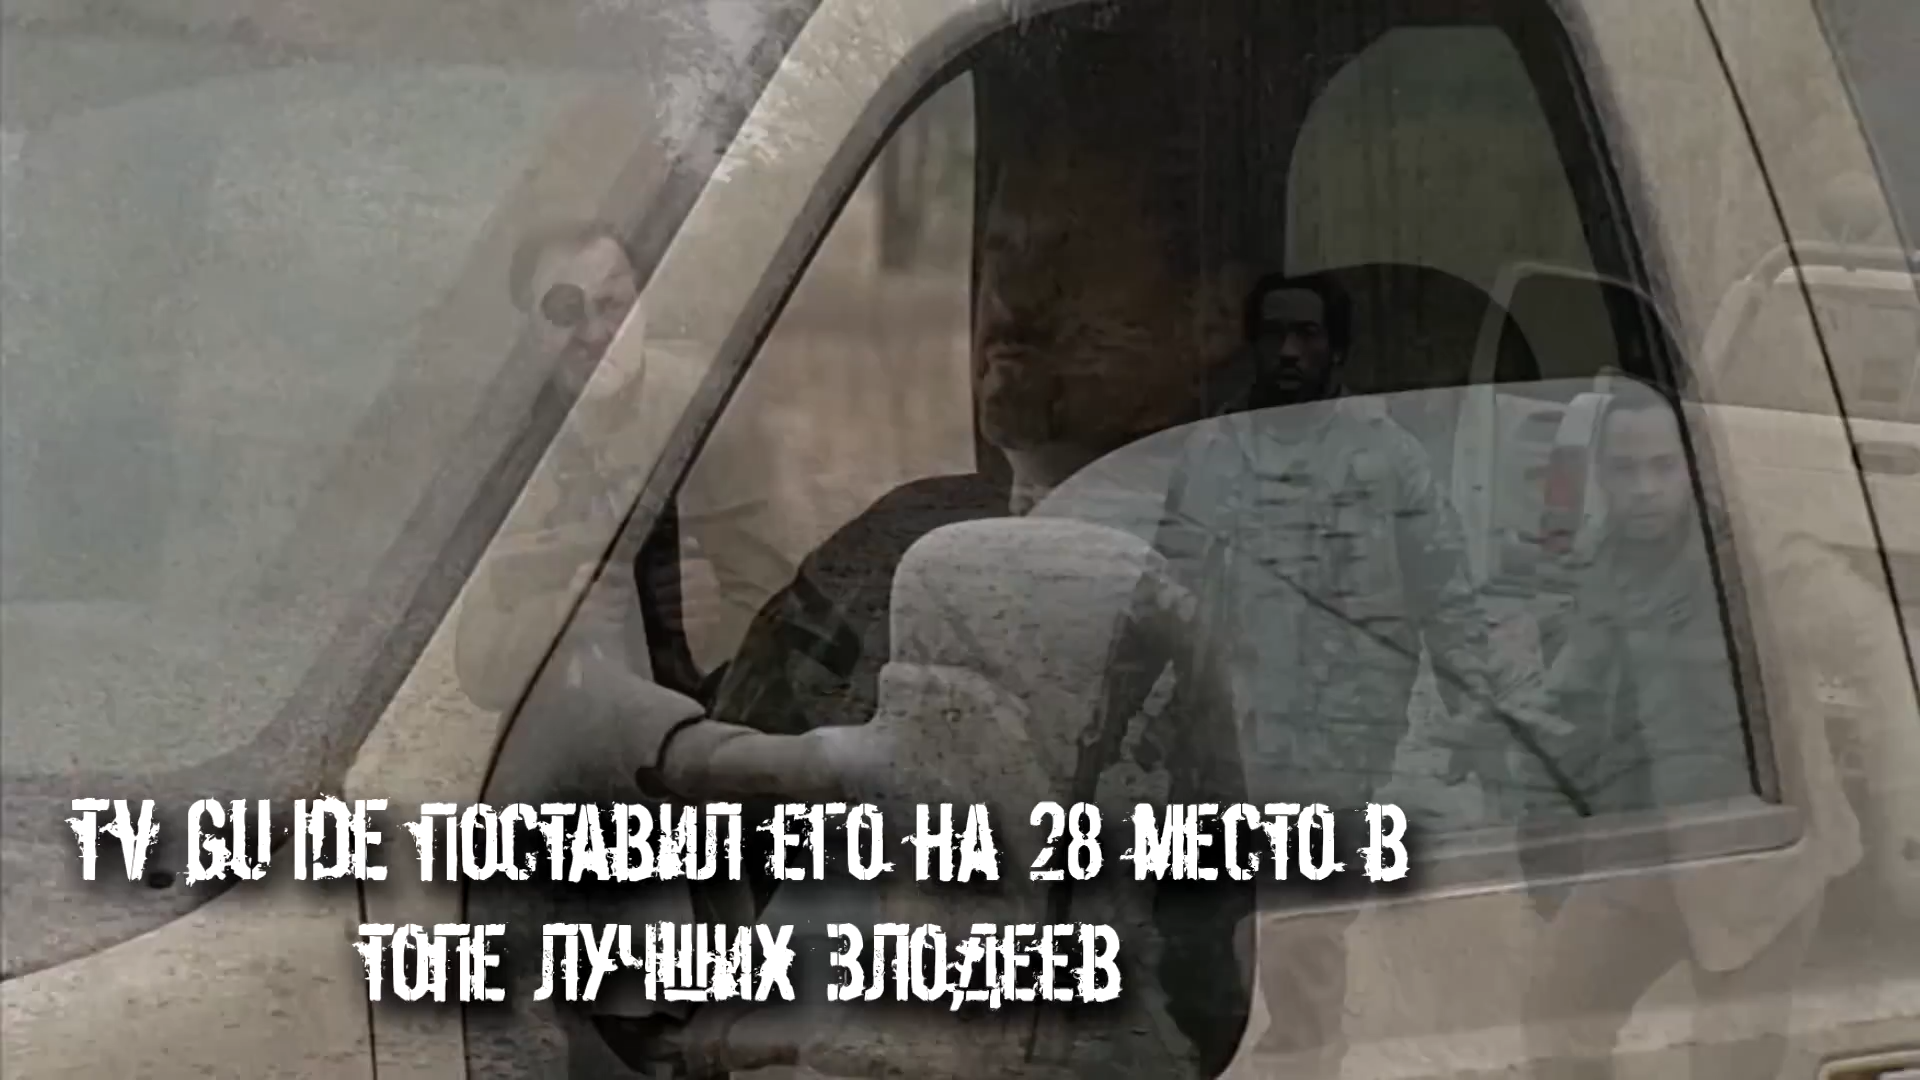 TV GUIDE ПОСТАВИЛ ЕГО НА 28 МЕСТО В
ТОПЕ ЛУЧШИХ ЗЛОДЕЕВ